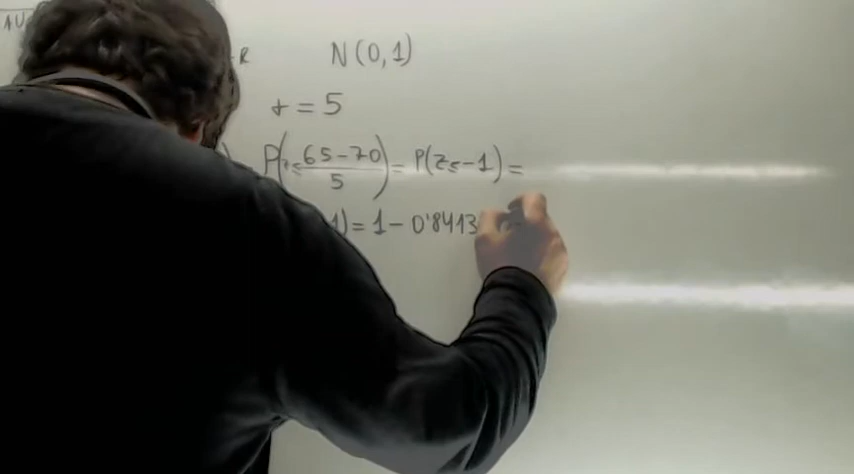 N(0,1)
= 5
P(z≤ 65-70/5) = P(z≤-1) =
1) = 1 - 0'8413